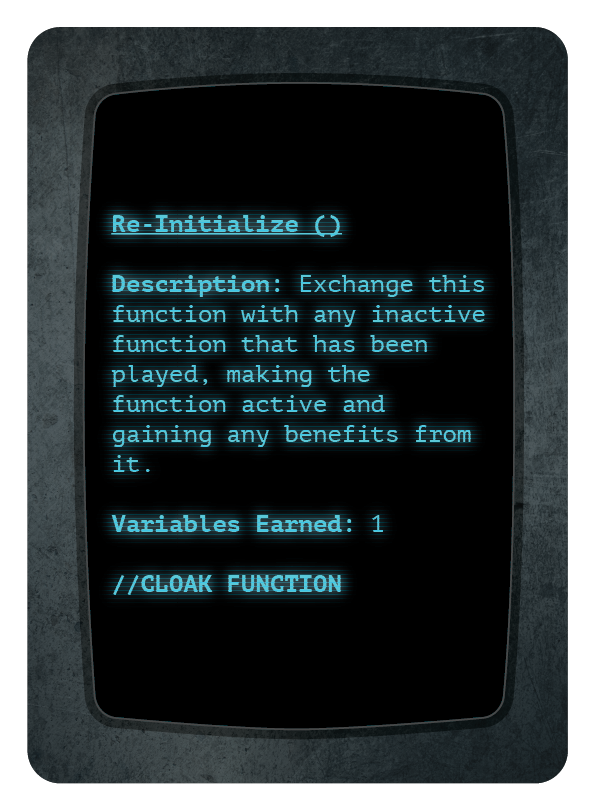 Re-Initialize ()
Description: Exchange this
function with any inactive
function that has been
played, making the
function active and
gaining any benefits from
it.
Variables Earned: 1
//CLOAK FUNCTION